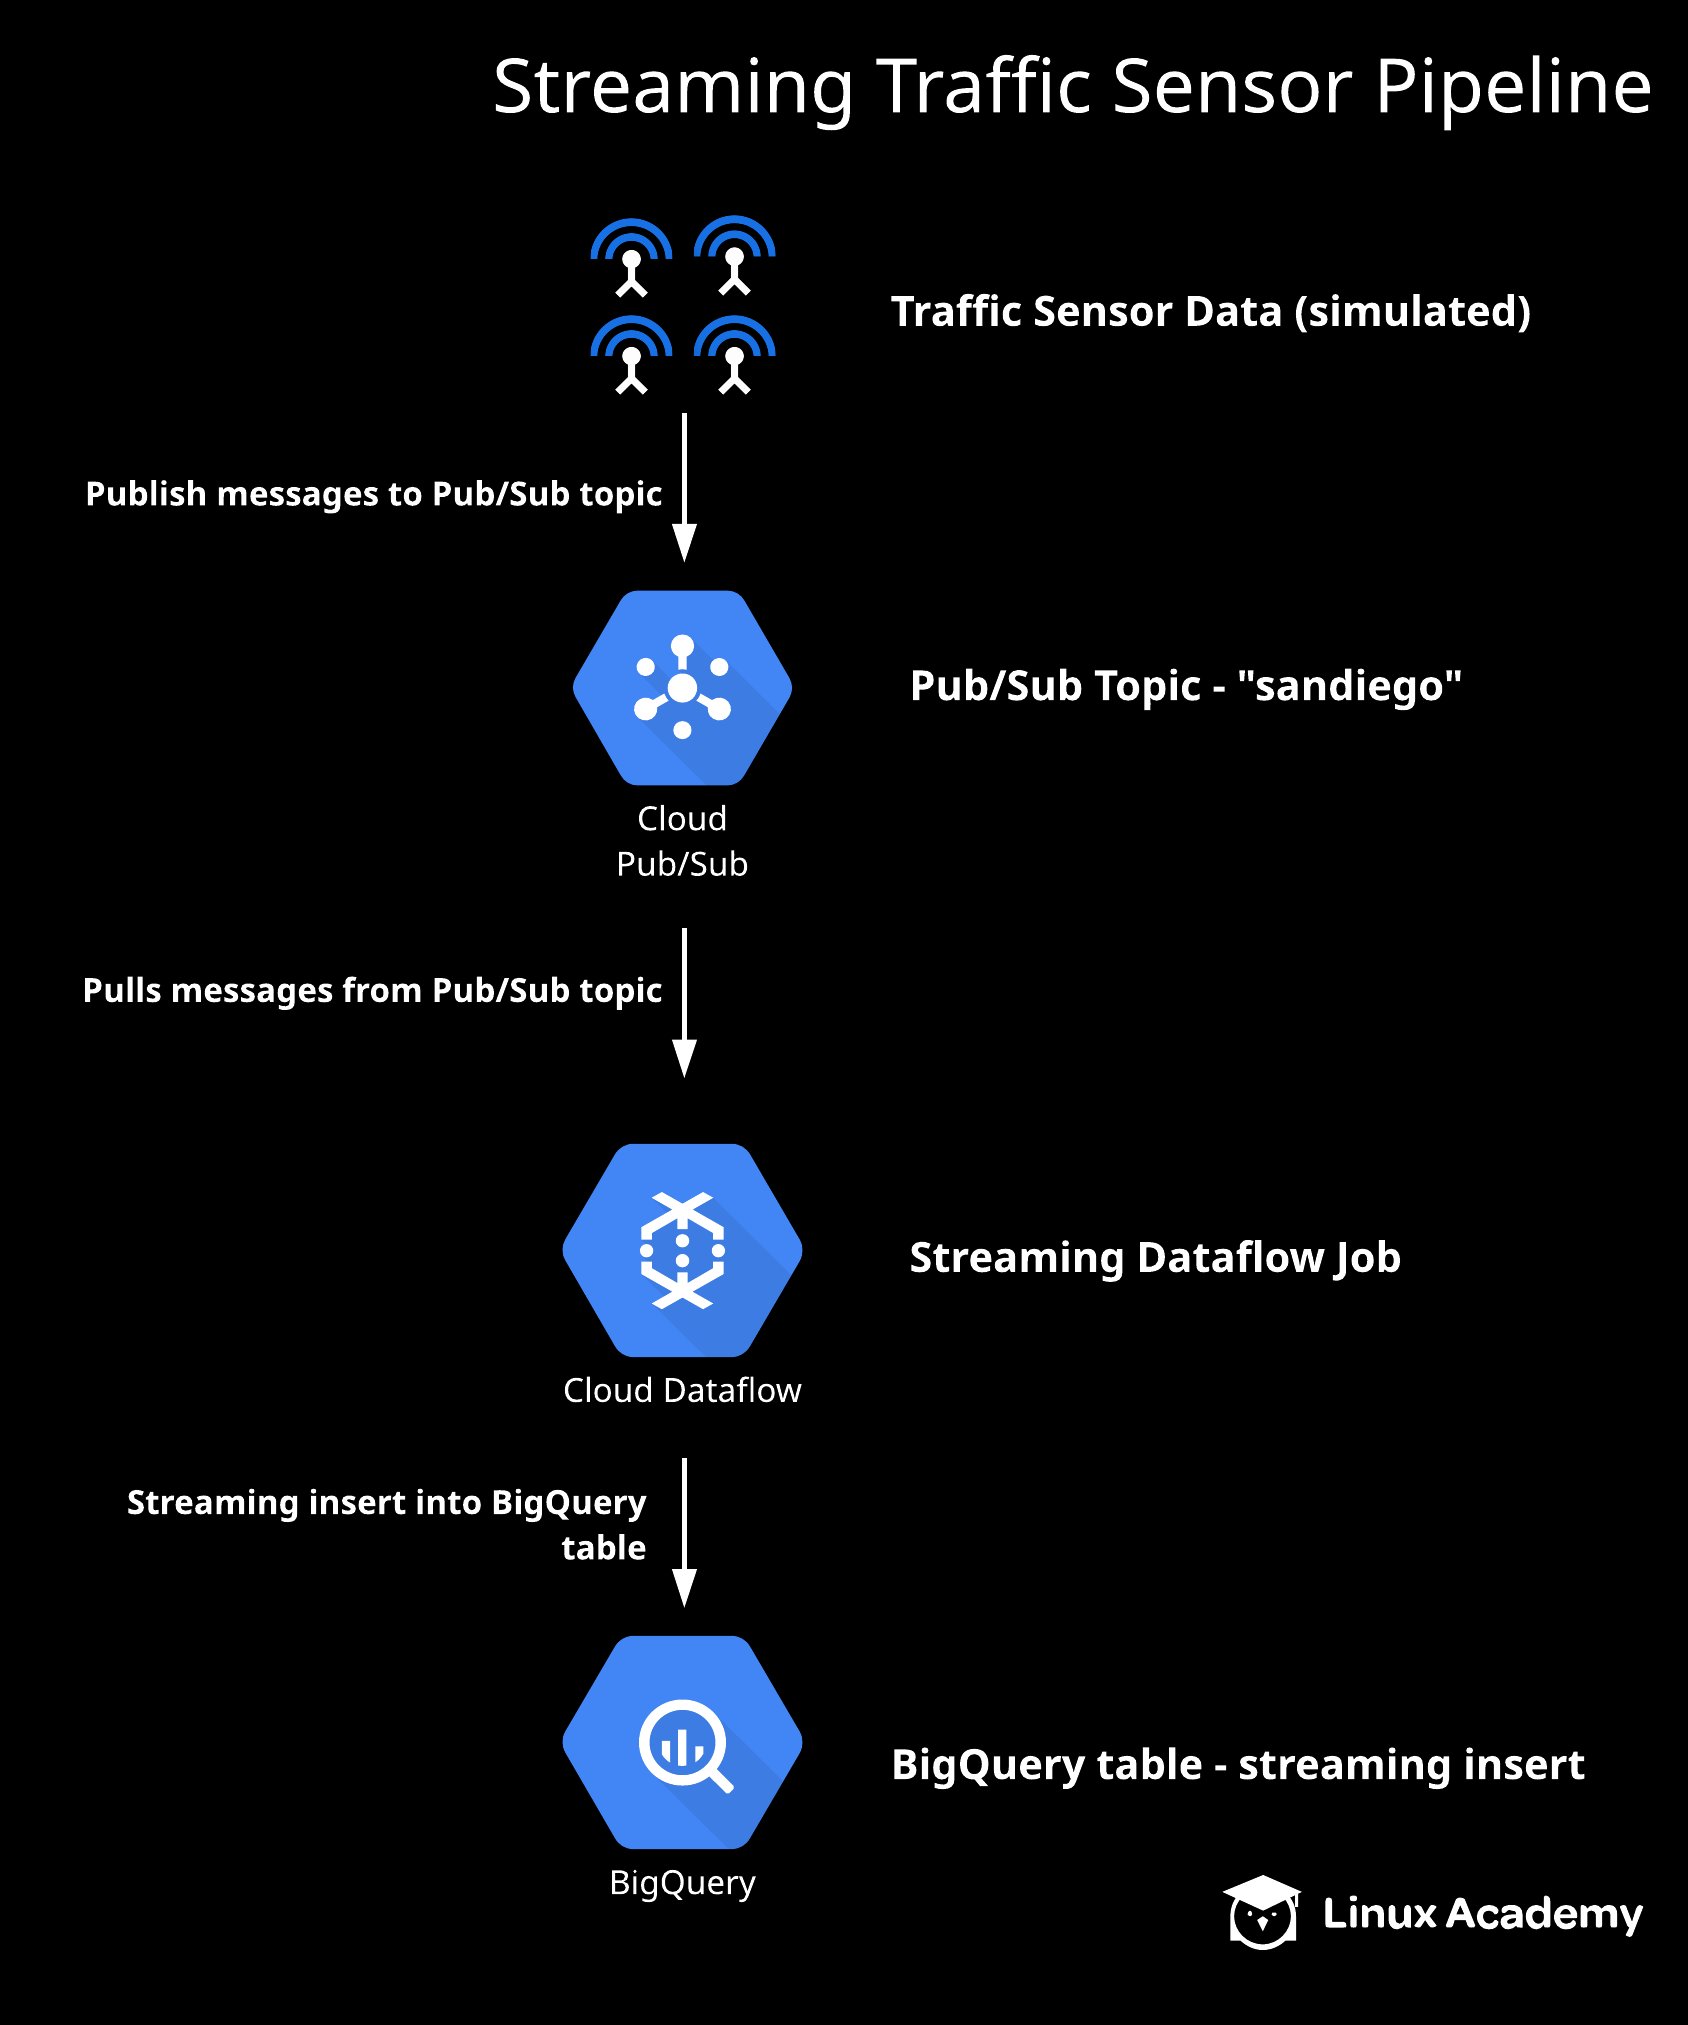 Streaming Traffic Sensor Pipeline
Traffic Sensor Data (simulated)
Publish messages to Pub/Sub topic
Pub/Sub Topic - "sandiego"
Cloud
Pub/Sub
Pulls messages from Pub/Sub topic
Streaming Dataflow Job
Cloud Dataflow
Streaming insert into BigQuery
table
BigQuery table - streaming insert
BigQuery
Linux Academy